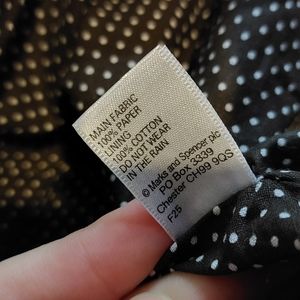 MAIN FABRIC
100% PAPER
LINING
100% COTTON
DO NOT WEAR
IN THE RAIN
© Marks and Spencer plc
PO Box 3339
Chester CH99 9QS
F25